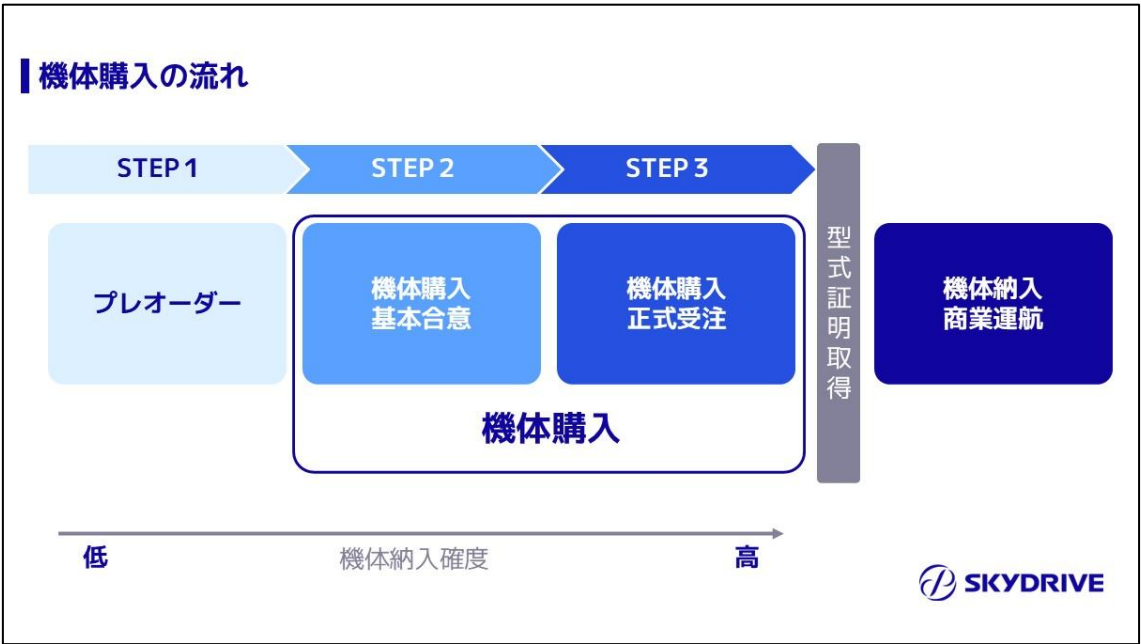 機体購入の流れ
STEP 1
STEP 2
STEP 3
プレオーダー
機体購入
基本合意
機体購入
正式受注
機体購入
型式証明取得
機体納入
商業運航
低
機体納入確度
高
SKYDRIVE